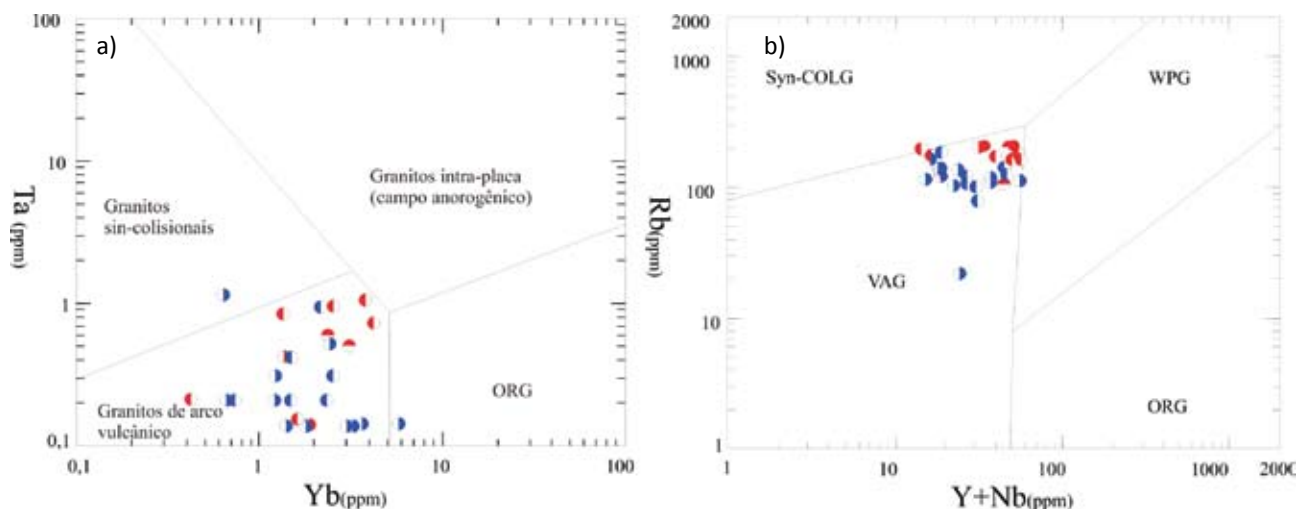 a)
100
10
1
0,1
Ta (ppm)
Granitos
sin-colisionais
Granitos intra-placa
(campo anorogênico)
Granitos de arco
vulcânico
ORG
0,1
1
10
100
Yb(ppm)
b)
2000
1000
100
10
1
Rb(ppm)
Syn-COLG
WPG
VAG
ORG
1
10
100
1000
2000
Y+Nb(ppm)